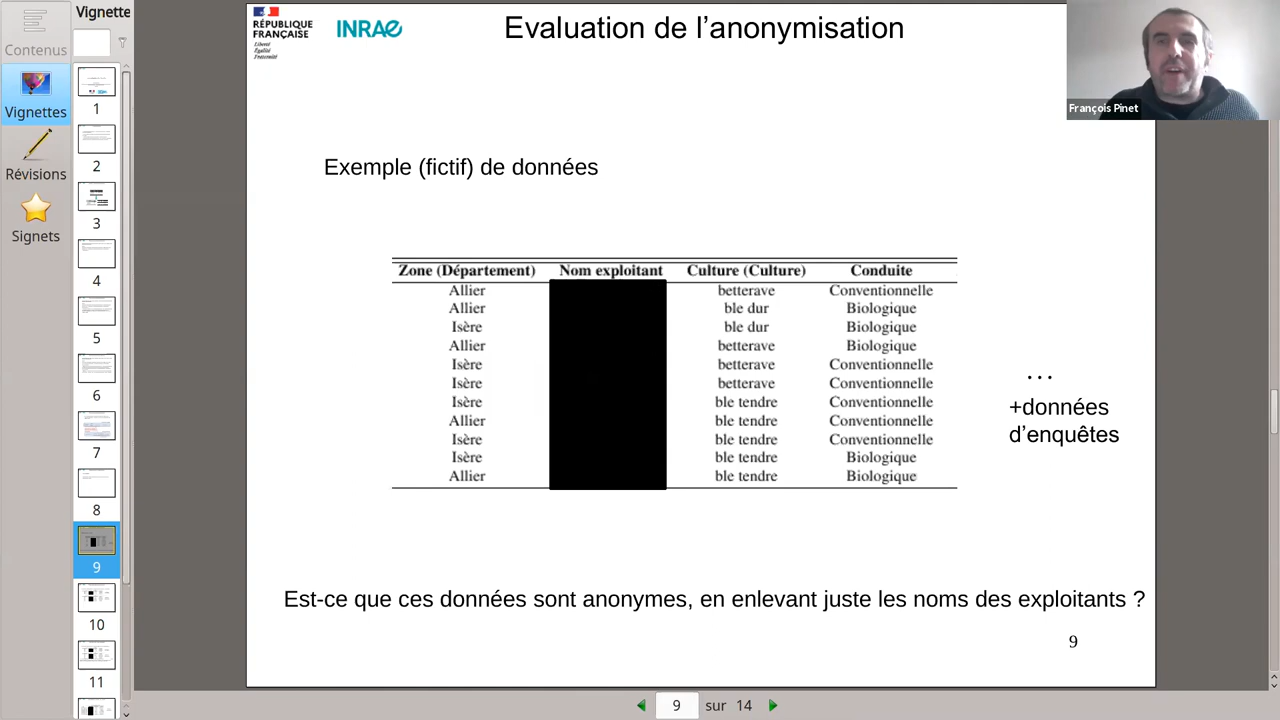 Contenus
Vignettes
Révisions
Signets
Vignette
1
2
3
4
5
6
7
8
9
10
11
RÉPUBLIQUE
FRANÇAISE
Liberté
Égalité
Fraternité
INRAE
Evaluation de l’anonymisation
François Pinet
Exemple (fictif) de données
Zone (Département) Nom exploitant Culture (Culture) Conduite
Allier betterave Conventionnelle
Allier ble dur Biologique
Isère ble dur Biologique
Allier betterave Biologique
Isère betterave Conventionnelle
Isère betterave Conventionnelle
Isère ble tendre Conventionnelle
Allier ble tendre Conventionnelle
Isère ble tendre Conventionnelle
Isère ble tendre Biologique
Allier ble tendre Biologique
…
+données
d’enquêtes
Est-ce que ces données sont anonymes, en enlevant juste les noms des exploitants ?
9
9 sur 14